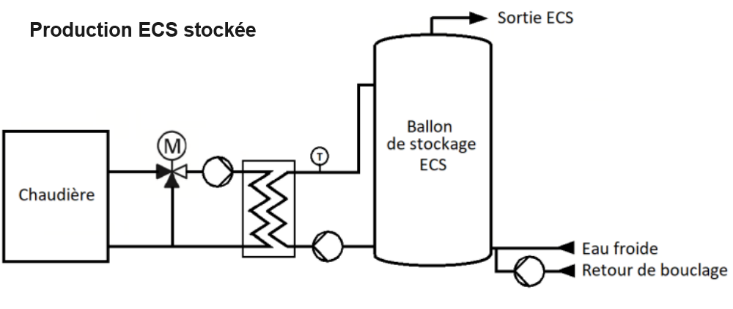 Production ECS stockée
Sortie ECS
Ballon
de stockage
ECS
M
T
Chaudière
Eau froide
Retour de bouclage